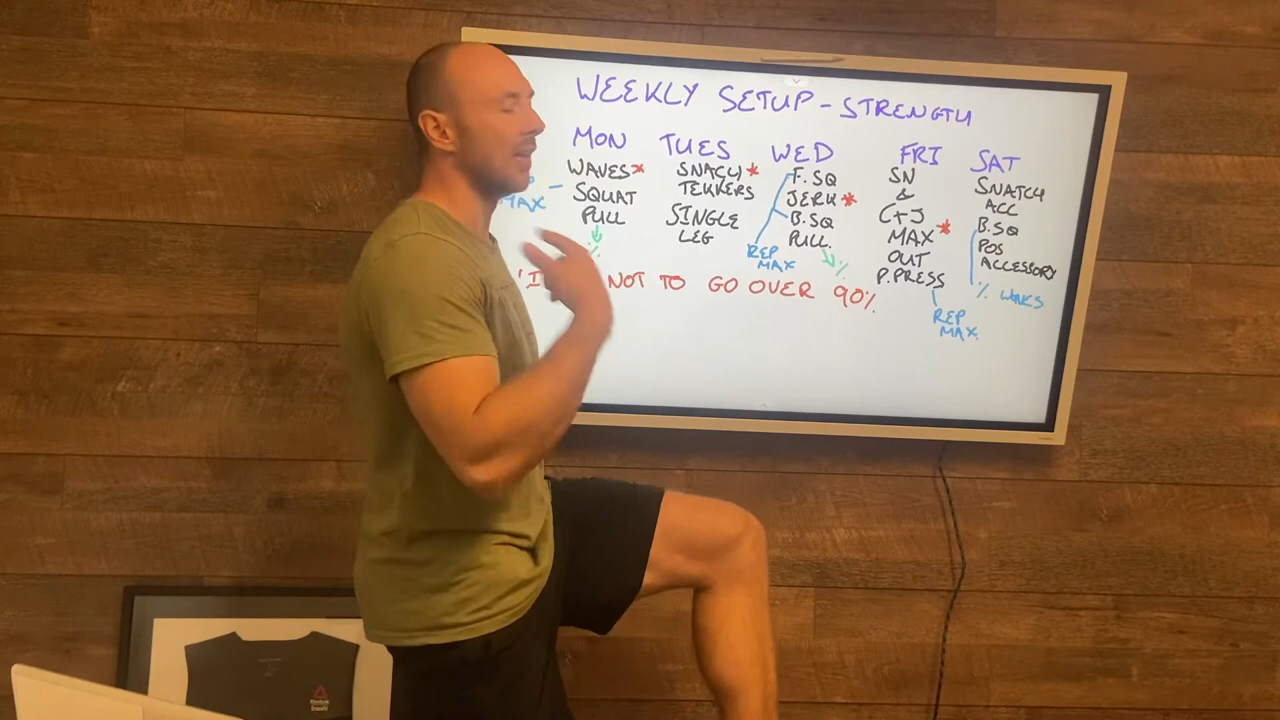 WEEKLY SETUP - STRENGTH
MON
WAVES*
SQUAT
PULL
%
MAX
TUES
SNATCH *
TEKKERS
SINGLE
LEG
WED
F. SQ
JERK *
B. SQ
PULL.
%
REP
MAX
FRI
SN
&
C+J
MAX *
OUT
P. PRESS
REP
MAX.
SAT
SNATCH
ACC
B. SQ
POS
ACCESSORY
% WAVES
NOT TO GO OVER 90%
Reebok
CrossFit